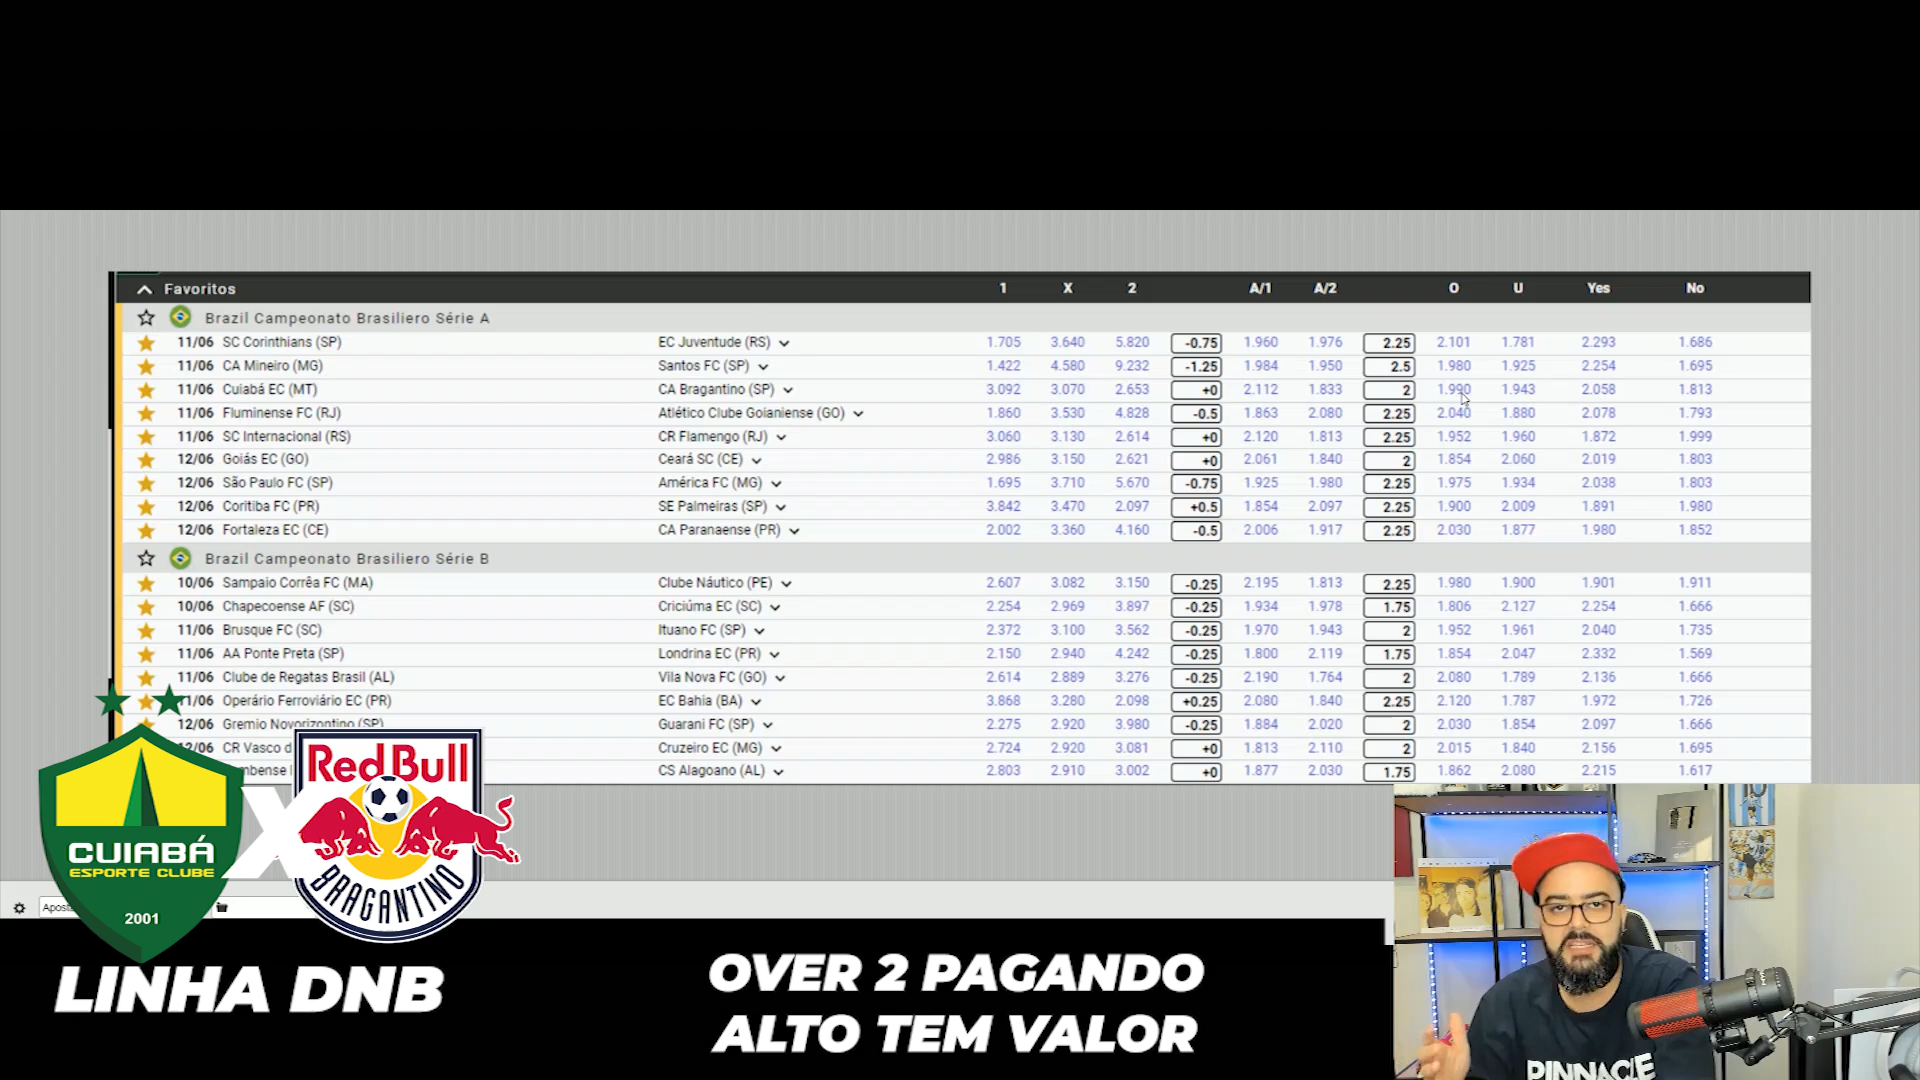 Favoritos 1 X 2 A/1 A/2 O U Yes No
Brazil Campeonato Brasiliero Série A
11/06 SC Corinthians (SP) EC Juventude (RS) 1.705 3.640 5.820 -0.75 1.960 1.976 2.25 2.101 1.781 2.293 1.686
11/06 CA Mineiro (MG) Santos FC (SP) 1.422 4.580 9.232 -1.25 1.984 1.950 2.5 1.980 1.925 2.254 1.695
11/06 Cuiabá EC (MT) CA Bragantino (SP) 3.092 3.070 2.653 +0 2.112 1.833 2 1.990 1.943 2.058 1.813
11/06 Fluminense FC (RJ) Atlético Clube Goianiense (GO) 1.860 3.530 4.828 -0.5 1.863 2.080 2.25 2.040 1.880 2.078 1.793
11/06 SC Internacional (RS) CR Flamengo (RJ) 3.060 3.130 2.614 +0 2.120 1.813 2.25 1.952 1.960 1.872 1.999
12/06 Goiás EC (GO) Ceará SC (CE) 2.986 3.150 2.621 +0 2.061 1.840 2 1.854 2.060 2.019 1.803
12/06 São Paulo FC (SP) América FC (MG) 1.695 3.710 5.670 -0.75 1.925 1.980 2.25 1.975 1.934 2.038 1.803
12/06 Coritiba FC (PR) SE Palmeiras (SP) 3.842 3.470 2.097 +0.5 1.854 2.097 2.25 1.900 2.009 1.891 1.980
12/06 Fortaleza EC (CE) CA Paranaense (PR) 2.002 3.360 4.160 -0.5 2.006 1.917 2.25 2.030 1.877 1.980 1.852
Brazil Campeonato Brasiliero Série B
10/06 Sampaio Corrêa FC (MA) Clube Náutico (PE) 2.607 3.082 3.150 -0.25 2.195 1.813 2.25 1.980 1.900 1.901 1.911
10/06 Chapecoense AF (SC) Criciúma EC (SC) 2.254 2.969 3.897 -0.25 1.934 1.978 1.75 1.806 2.127 2.254 1.666
11/06 Brusque FC (SC) Ituano FC (SP) 2.372 3.100 3.562 -0.25 1.970 1.943 2 1.952 1.961 2.040 1.735
11/06 AA Ponte Preta (SP) Londrina EC (PR) 2.150 2.940 4.242 -0.25 1.800 2.119 1.75 1.854 2.047 2.332 1.569
11/06 Clube de Regatas Brasil (AL) Vila Nova FC (GO) 2.614 2.889 3.276 -0.25 2.190 1.764 2 2.080 1.789 2.136 1.666
11/06 Operário Ferroviário EC (PR) EC Bahia (BA) 3.868 3.280 2.098 +0.25 2.080 1.840 2.25 2.120 1.787 1.972 1.726
12/06 Gremio Novorizontino (SP) Guarani FC (SP) 2.275 2.920 3.980 -0.25 1.884 2.020 2 2.030 1.854 2.097 1.666
12/06 CR Vasco d Cruzeiro EC (MG) 2.724 2.920 3.081 +0 1.813 2.110 2 2.015 1.840 2.156 1.695
mbense CS Alagoano (AL) 2.803 2.910 3.002 +0 1.877 2.030 1.75 1.862 2.080 2.215 1.617
CUIABÁ
ESPORTE CLUBE
2001
X
Red Bull
BRAGANTINO
Apost
LINHA DNB
OVER 2 PAGANDO
ALTO TEM VALOR
PINNACLE